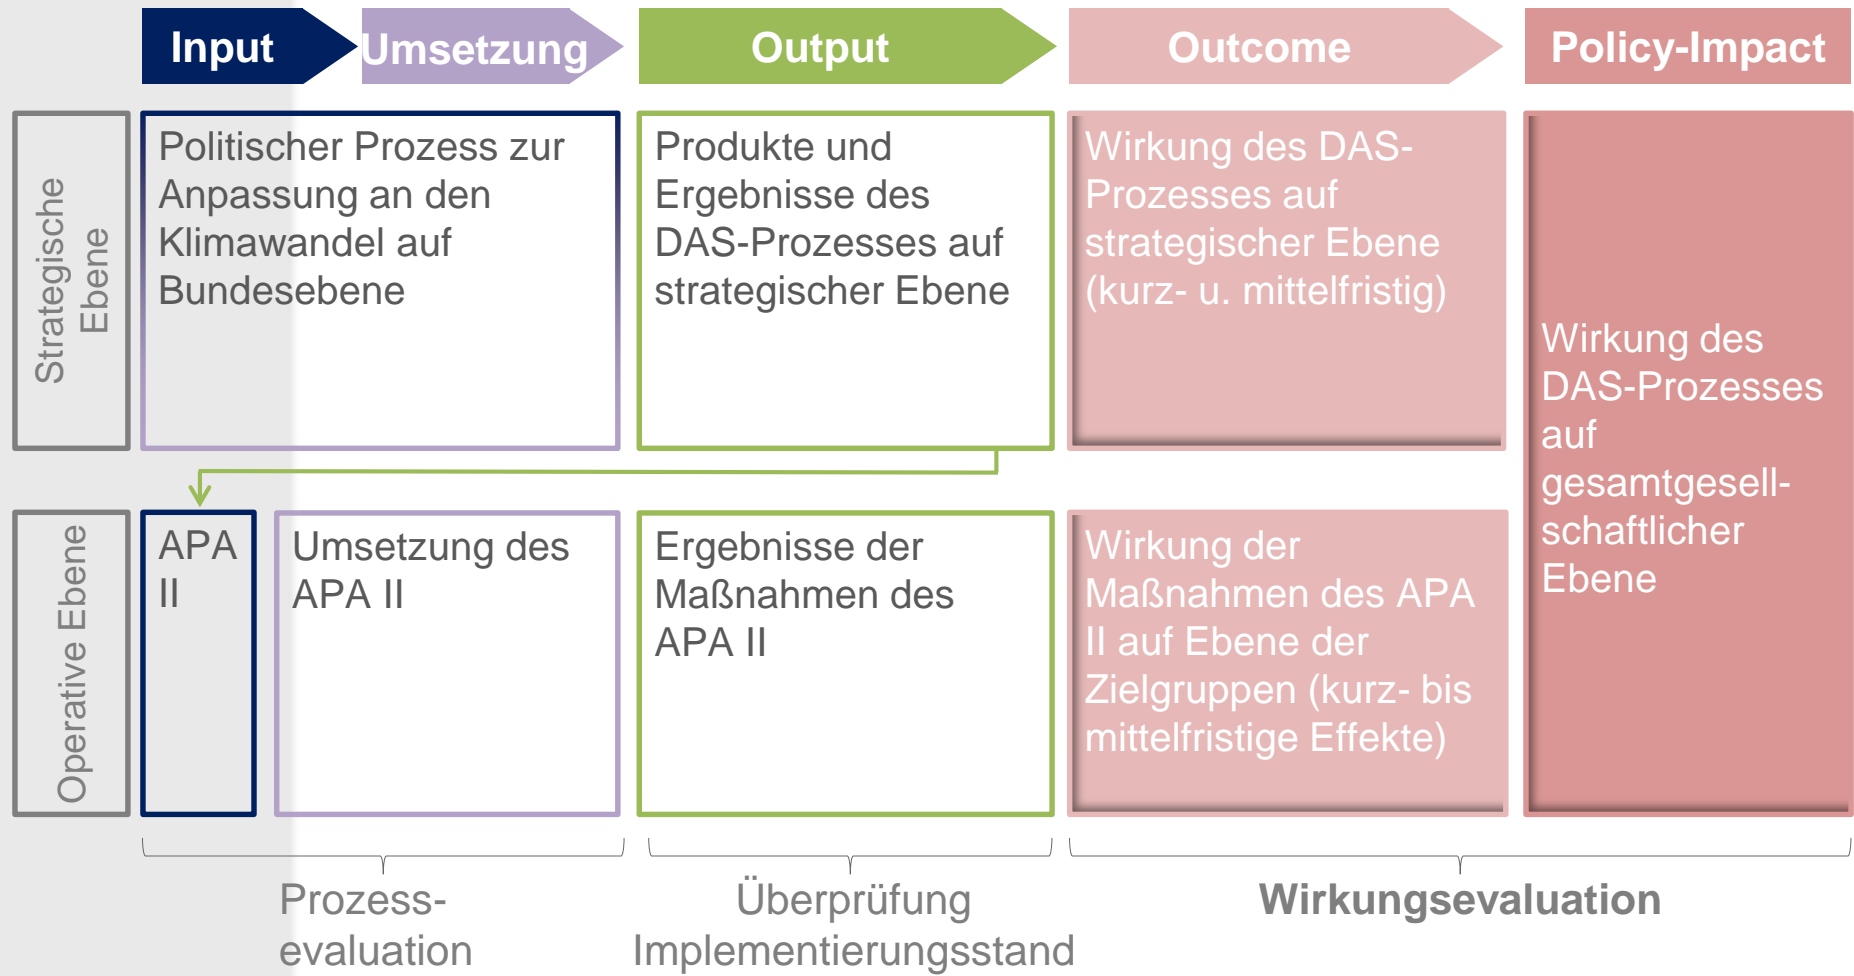 Input
Umsetzung
Output
Outcome
Policy-Impact
Strategische
Ebene
Politischer Prozess zur
Anpassung an den
Klimawandel auf
Bundesebene
Produkte und
Ergebnisse des
DAS-Prozesses auf
strategischer Ebene
Wirkung des DAS-
Prozesses auf
strategischer Ebene
(kurz- u. mittelfristig)
Wirkung des
DAS-Prozesses
auf
gesamtgesell-
schaftlicher
Ebene
Operative Ebene
APA
II
Umsetzung des
APA II
Ergebnisse der
Maßnahmen des
APA II
Wirkung der
Maßnahmen des APA
II auf Ebene der
Zielgruppen (kurz- bis
mittelfristige Effekte)
Prozess-
evaluation
Überprüfung
Implementierungsstand
Wirkungsevaluation